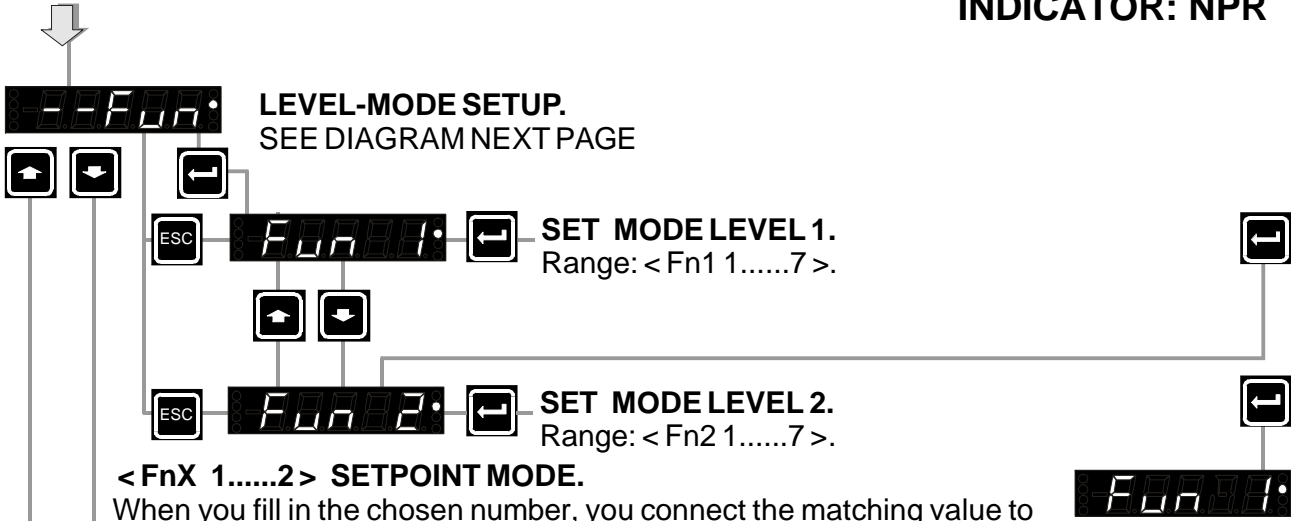 INDICATOR: NPR
--Fun
LEVEL-MODE SETUP.
SEE DIAGRAM NEXT PAGE
ESC
Fun 1
SET MODE LEVEL 1.
Range: < Fn1 1......7 >.
ESC
Fun 2
SET MODE LEVEL 2.
Range: < Fn2 1......7 >.
< FnX 1......2 > SETPOINT MODE.
Fun 1
When you fill in the chosen number, you connect the matching value to